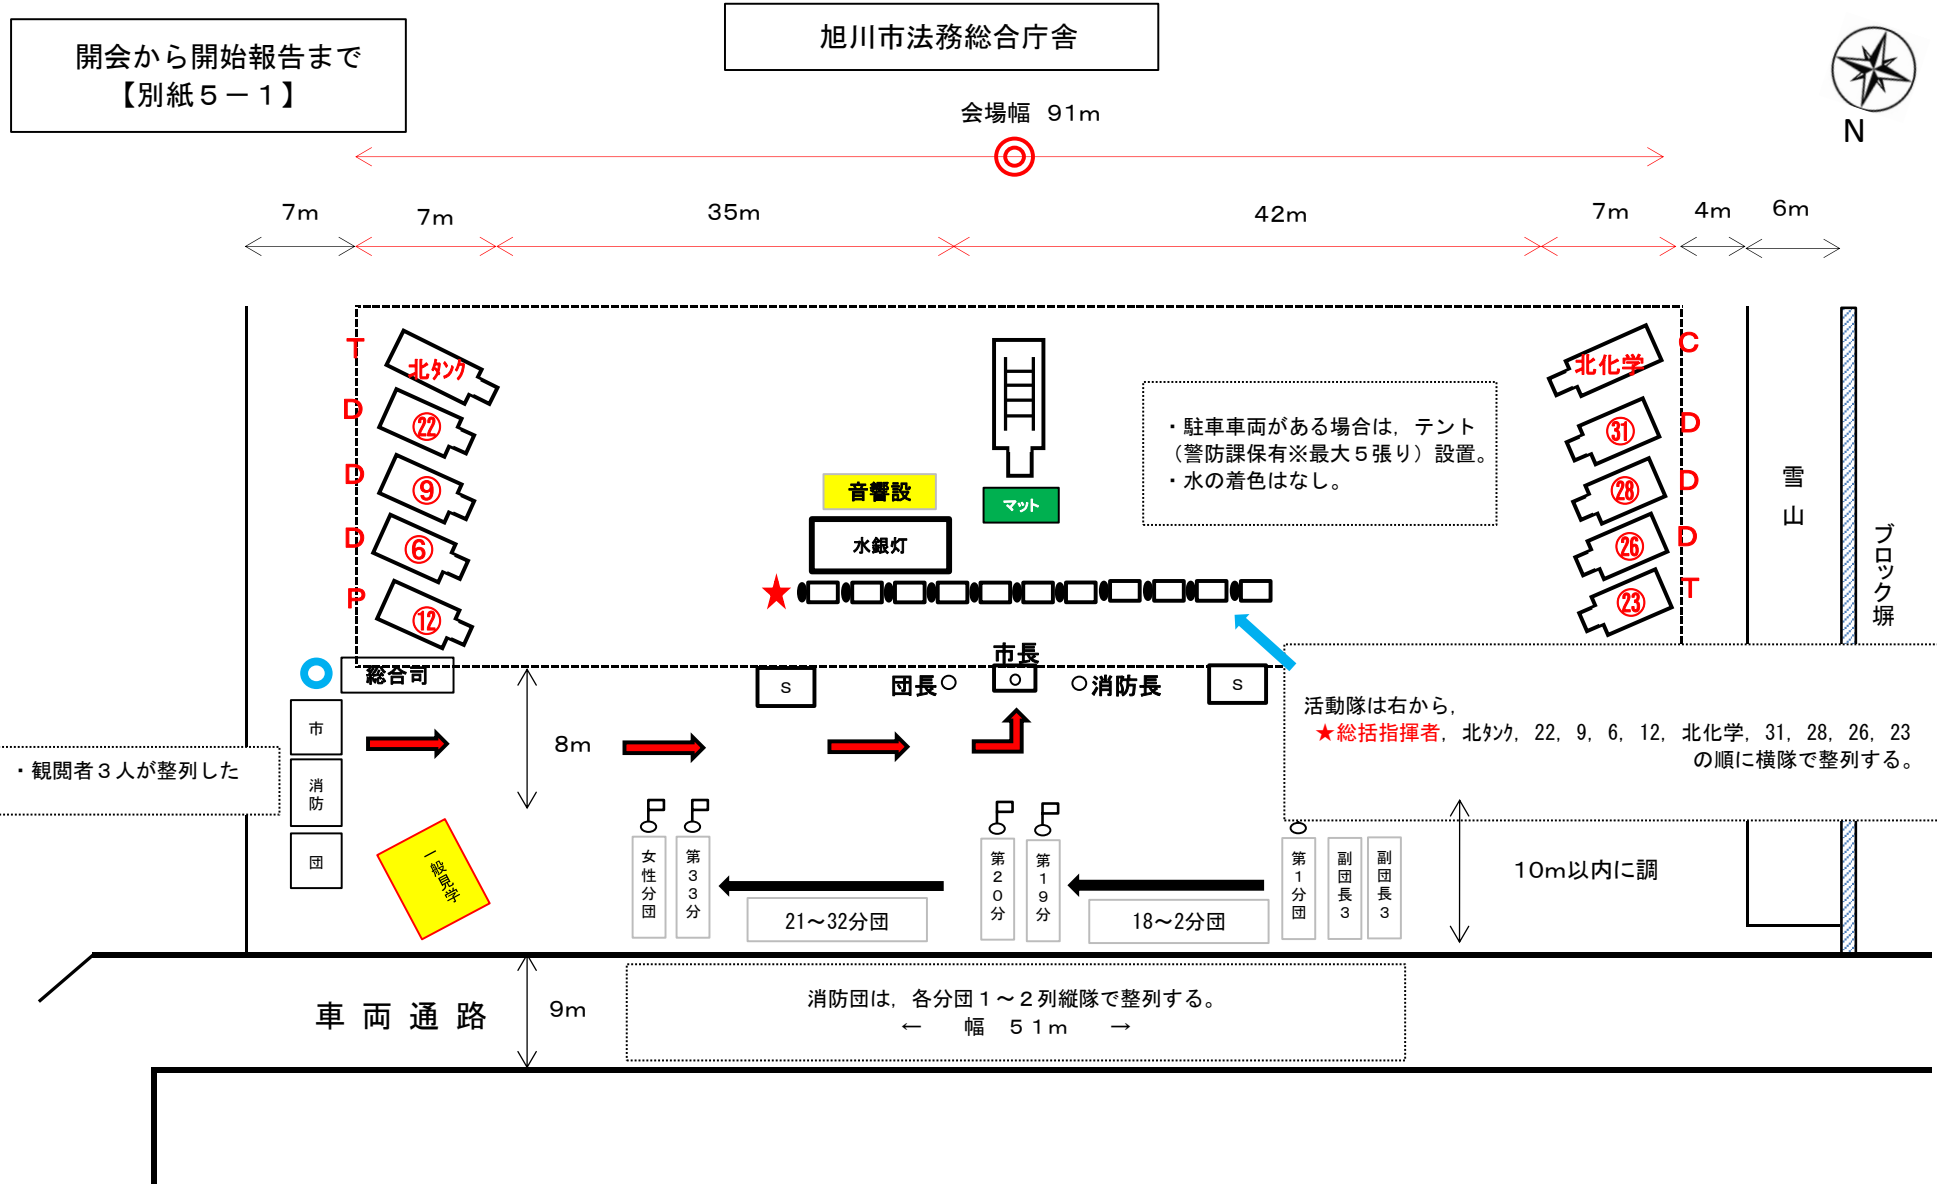 開会から開始報告まで
【別紙５－１】
旭川市法務総合庁舎
N
会場幅　91m
7m
7m
35m
42m
7m
4m
6m
T
北タンク
D
㉒
D
⑨
D
⑥
P
⑫
C
北化学
D
㉛
D
㉘
D
㉖
T
㉓
・駐車車両がある場合は，テント
（警防課保有※最大５張り）設置。
・水の着色はなし。
音響設
マット
水銀灯
★
雪山
ブロック塀
総合司
市長
団長○
○
○消防長
S
S
活動隊は右から，
★総括指揮者，北タンク，22，9，6，12，北化学，31，28，26，23
の順に横隊で整列する。
市
消防
団
・観閲者３人が整列した
8m
一般見学
女性分団
第３３分
第２０分
第１９分
第１分団
副団長３
副団長３
21～32分団
18～2分団
10m以内に調
車両通路
9m
消防団は，各分団１～２列縦隊で整列する。
←　幅　５１m　→